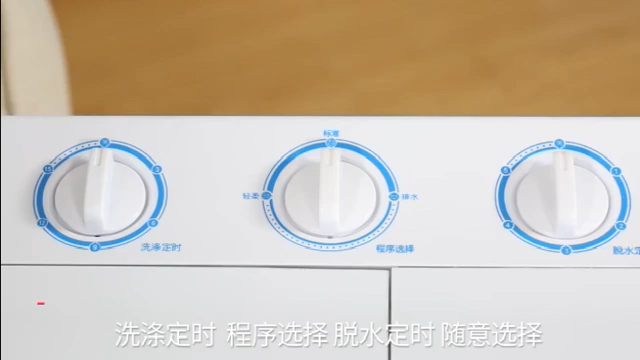 标准
轻柔
排水
洗涤定时
程序选择
脱水定
洗涤定时 程序选择 脱水定时 随意选择